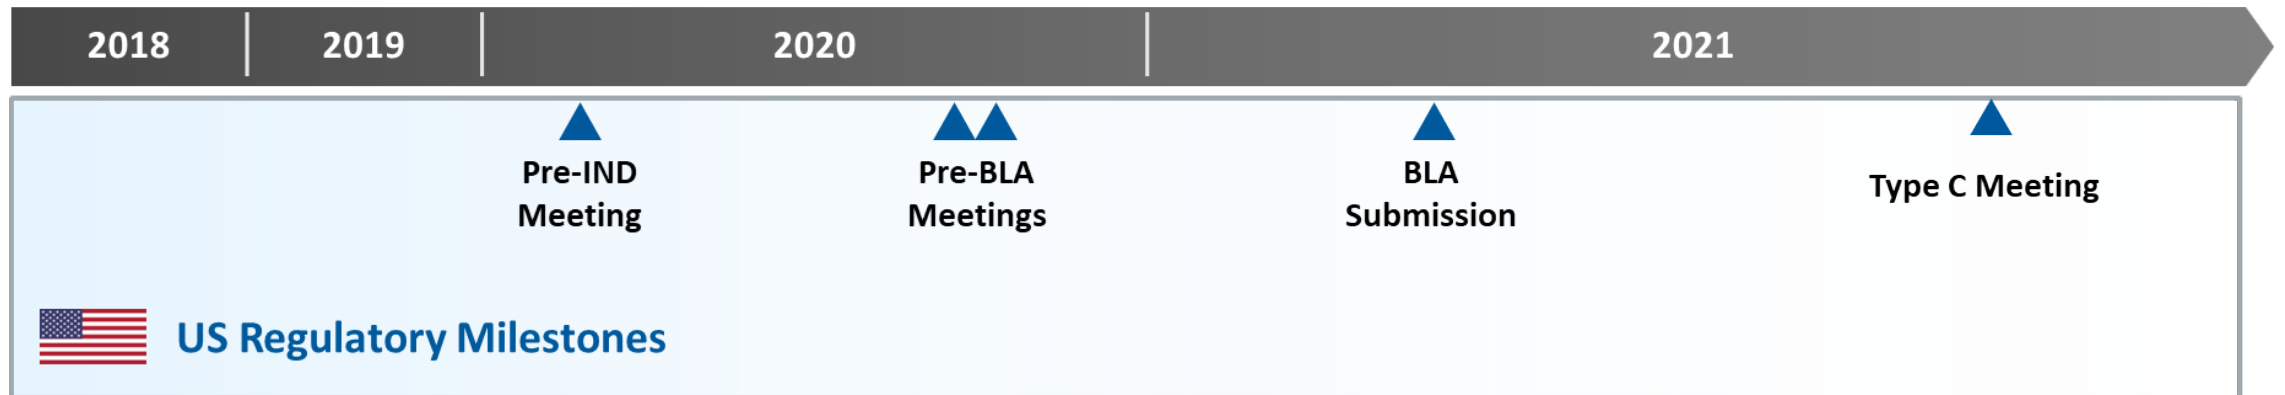 2018 2019 2020 2021
Pre-IND
Meeting
Pre-BLA
Meetings
BLA
Submission
Type C Meeting
US Regulatory Milestones